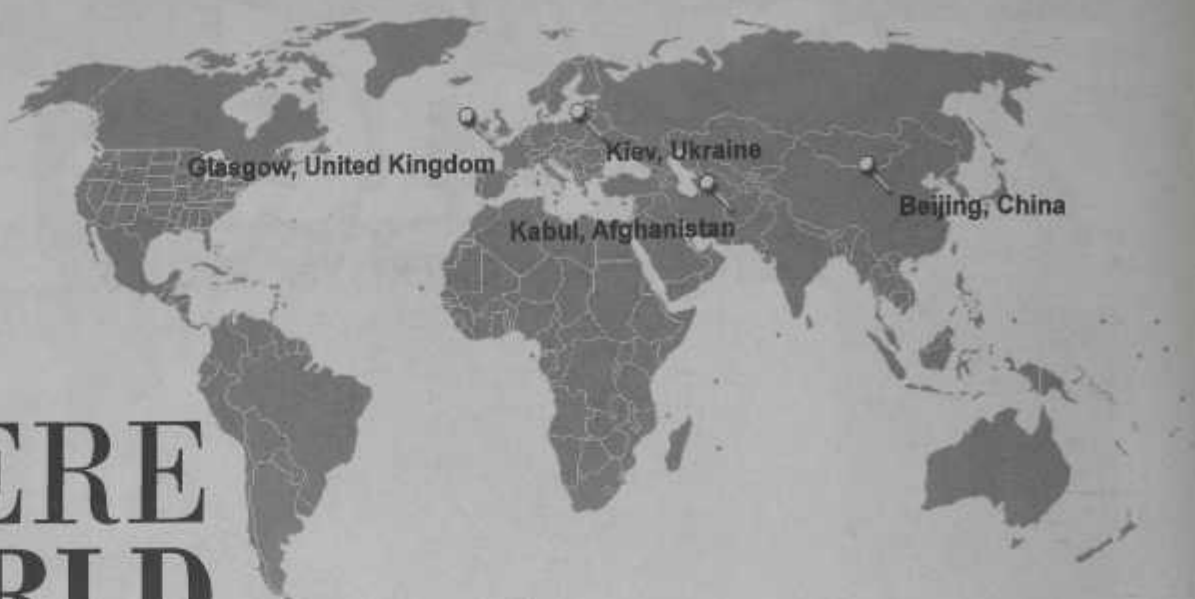 Glasgow, United Kingdom
Kiev, Ukraine
Kabul, Afghanistan
Beijing, China
ERE
RLD